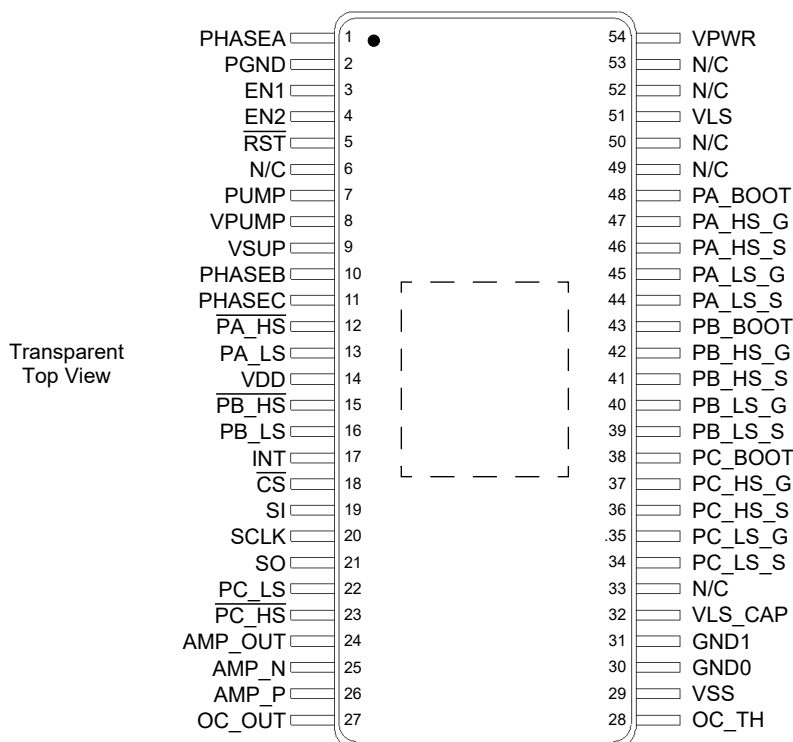 PHASEA 1
PGND 2
EN1 3
EN2 4
RST 5
N/C 6
PUMP 7
VPUMP 8
VSUP 9
PHASEB 10
PHASEC 11
PA_HS 12
PA_LS 13
VDD 14
PB_HS 15
PB_LS 16
INT 17
CS 18
SI 19
SCLK 20
SO 21
PC_LS 22
PC_HS 23
AMP_OUT 24
AMP_N 25
AMP_P 26
OC_OUT 27
Transparent
Top View
54 VPWR
53 N/C
52 N/C
51 VLS
50 N/C
49 N/C
48 PA_BOOT
47 PA_HS_G
46 PA_HS_S
45 PA_LS_G
44 PA_LS_S
43 PB_BOOT
42 PB_HS_G
41 PB_HS_S
40 PB_LS_G
39 PB_LS_S
38 PC_BOOT
37 PC_HS_G
36 PC_HS_S
.35 PC_LS_G
34 PC_LS_S
33 N/C
32 VLS_CAP
31 GND1
30 GND0
29 VSS
28 OC_TH